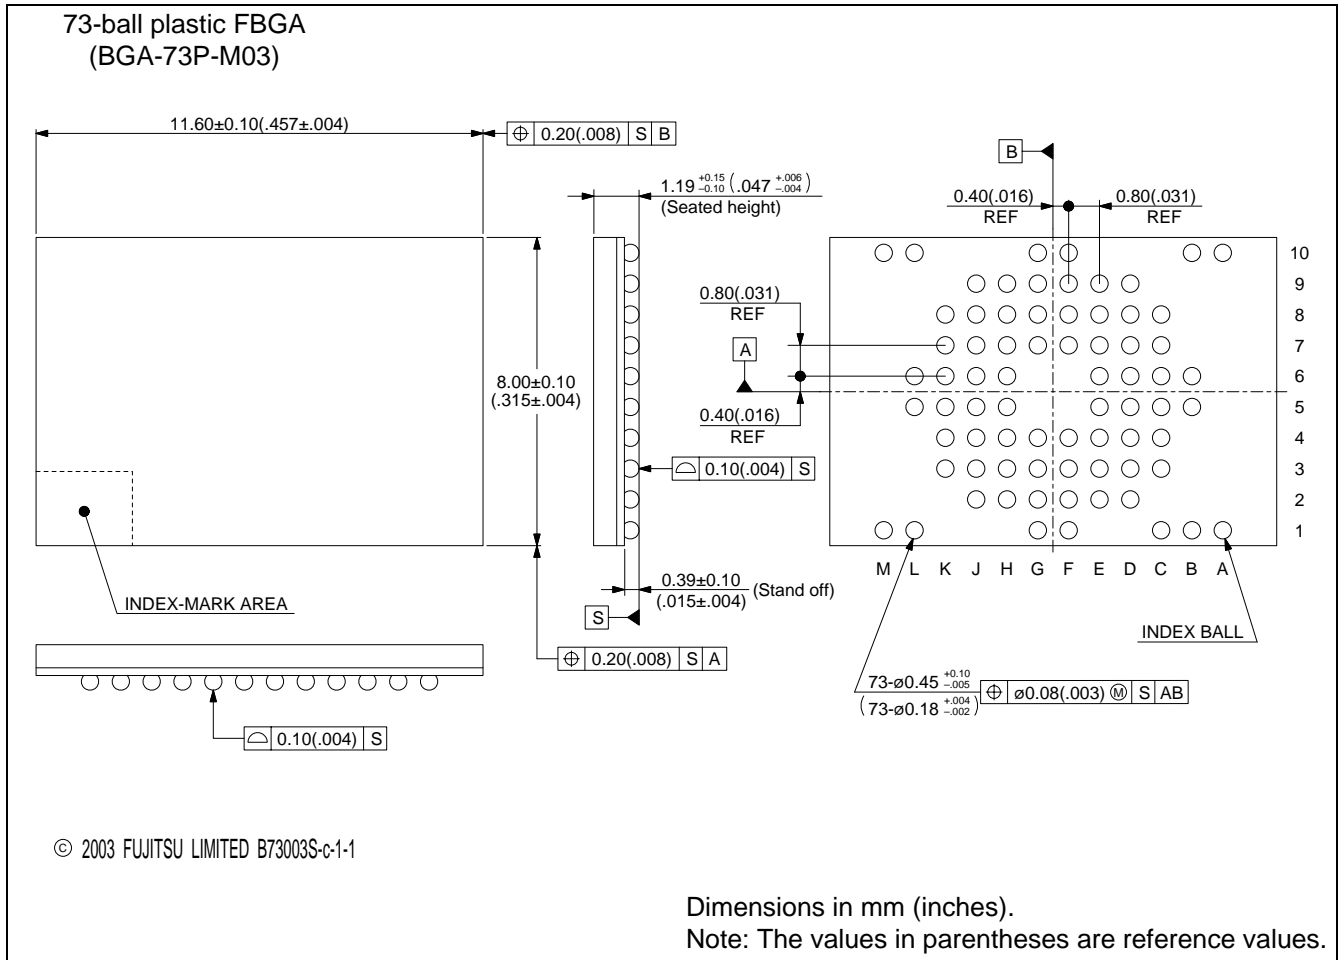 73-ball plastic FBGA
(BGA-73P-M03)
11.60±0.10(.457±.004)
⌖ 0.20(.008) S B
1.19 +0.15 –0.10 (.047 +.006 –.004)
(Seated height)
B
0.40(.016)
REF
0.80(.031)
REF
0.80(.031)
REF
A
0.40(.016)
REF
8.00±0.10
(.315±.004)
⌓ 0.10(.004) S
10
9
8
7
6
5
4
3
2
1
M L K J H G F E D C B A
INDEX-MARK AREA
0.39±0.10
(.015±.004)
(Stand off)
S
INDEX BALL
⌖ 0.20(.008) S A
73-ø0.45 +0.10 –.005
(73-ø0.18 +.004 –.002)
⌖ ø0.08(.003) Ⓜ S AB
⌓ 0.10(.004) S
© 2003 FUJITSU LIMITED B73003S-c-1-1
Dimensions in mm (inches).
Note: The values in parentheses are reference values.